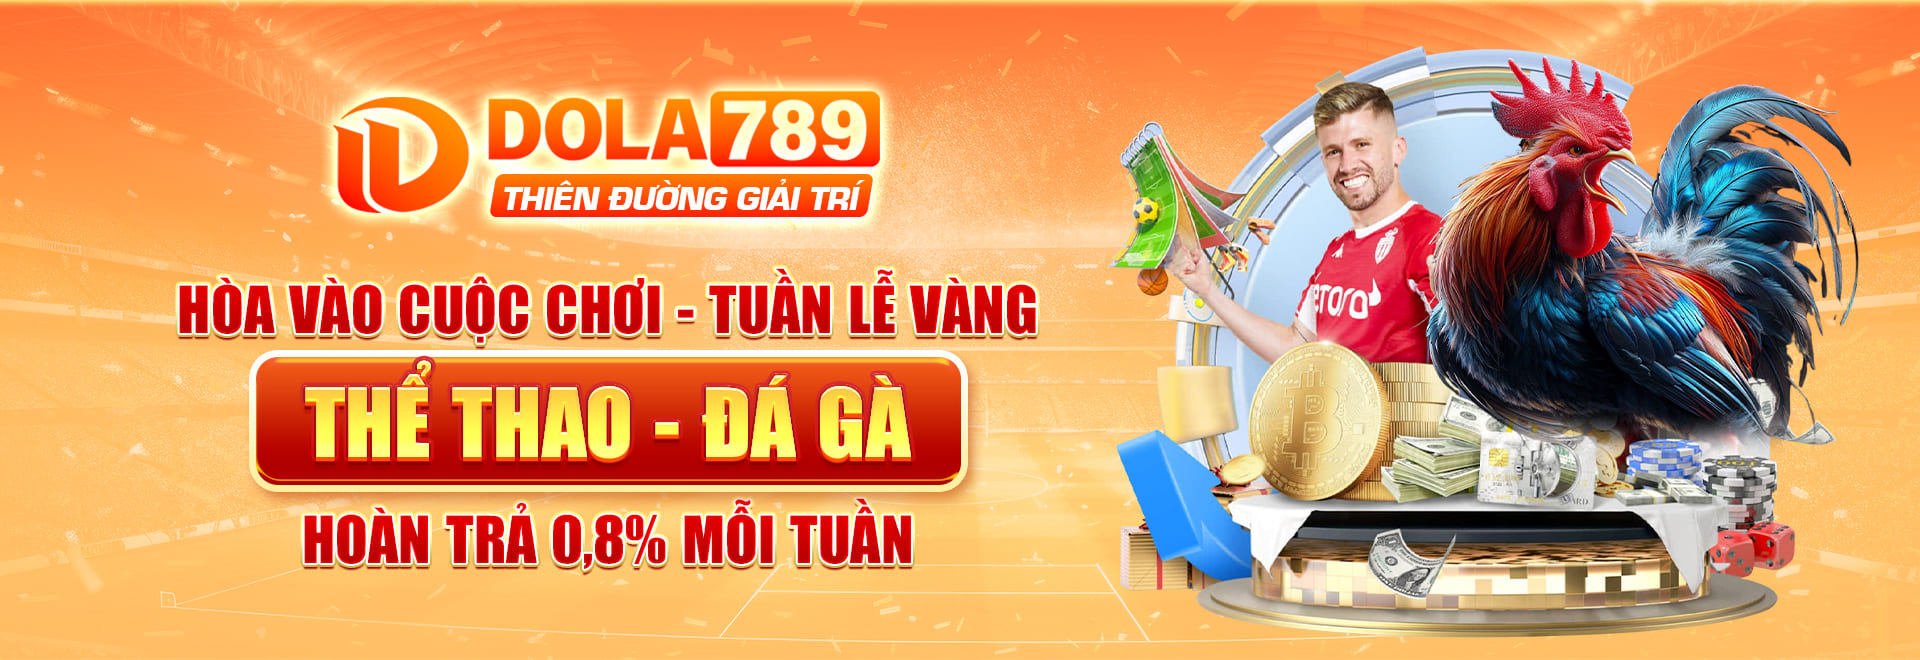 DOLA789
THIÊN ĐƯỜNG GIẢI TRÍ
HÒA VÀO CUỘC CHƠI - TUẦN LỄ VÀNG
THỂ THAO - ĐÁ GÀ
HOÀN TRẢ 0,8% MỖI TUẦN
eToro